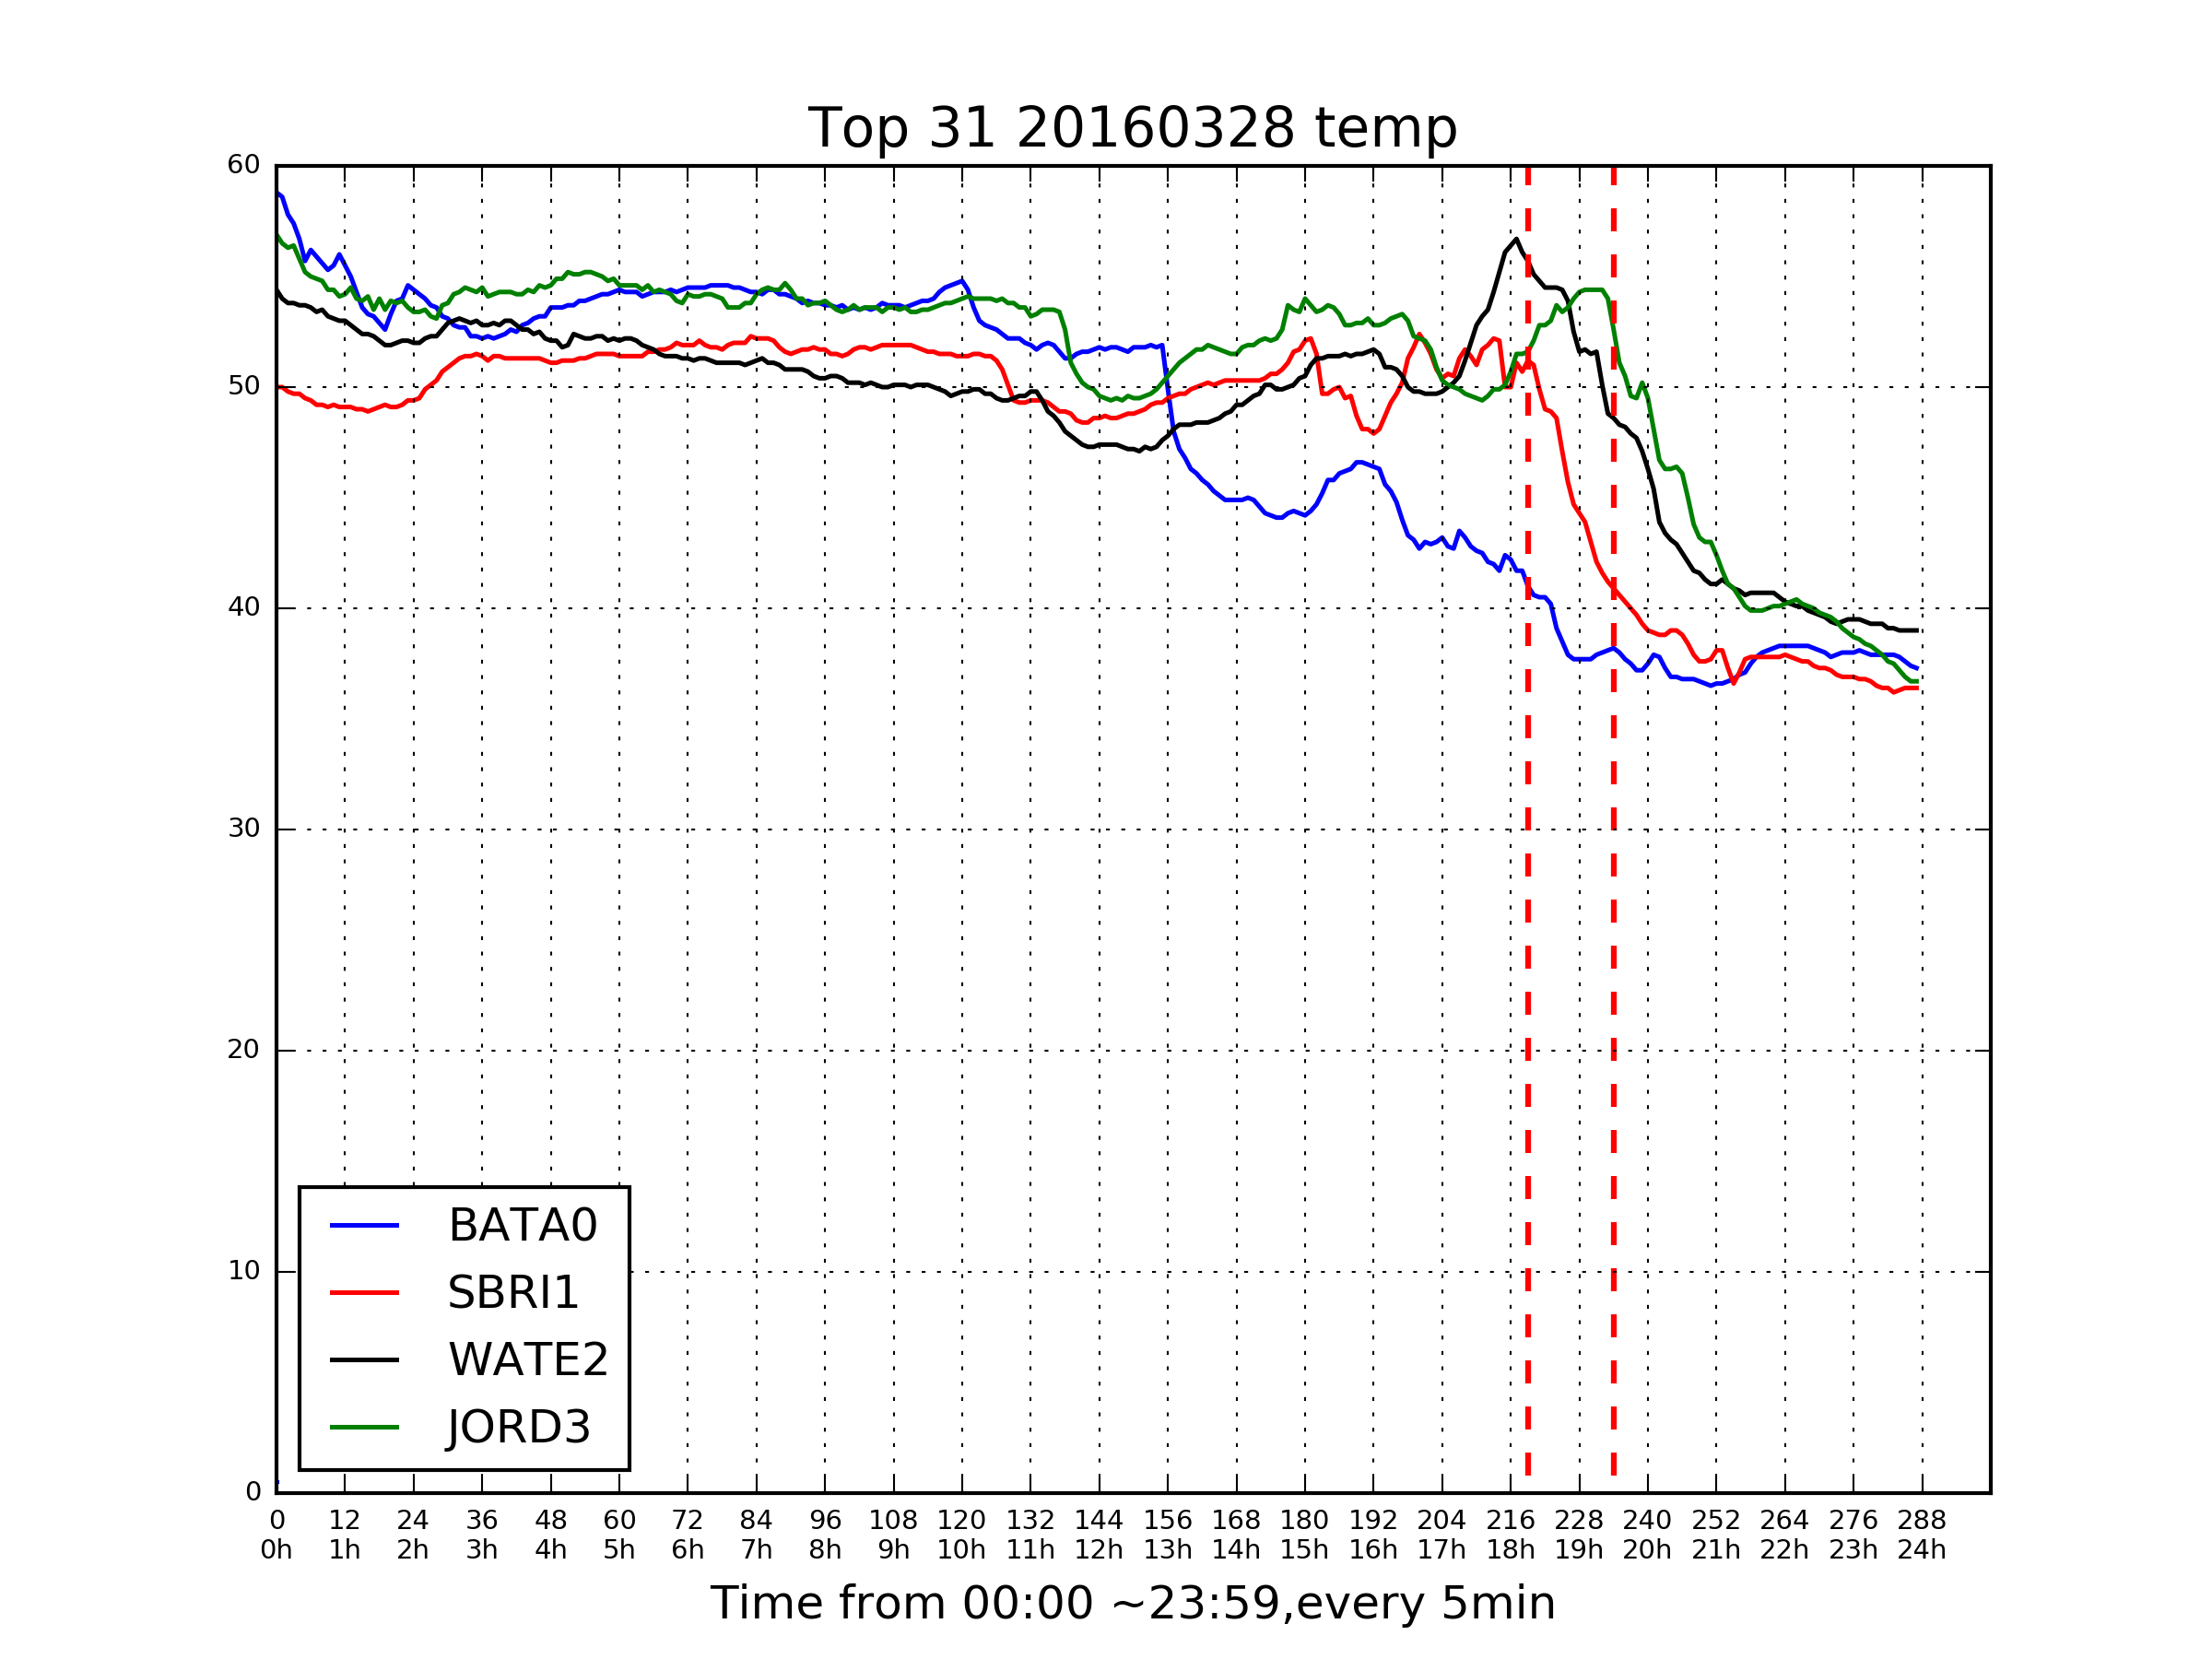 Top 31 20160328 temp
60
50
40
30
20
10
0
BATA0
SBRI1
WATE2
JORD3
0 12 24 36 48 60 72 84 96 108 120 132 144 156 168 180 192 204 216 228 240 252 264 276 288
0h 1h 2h 3h 4h 5h 6h 7h 8h 9h 10h 11h 12h 13h 14h 15h 16h 17h 18h 19h 20h 21h 22h 23h 24h
Time from 00:00 ~23:59,every 5min